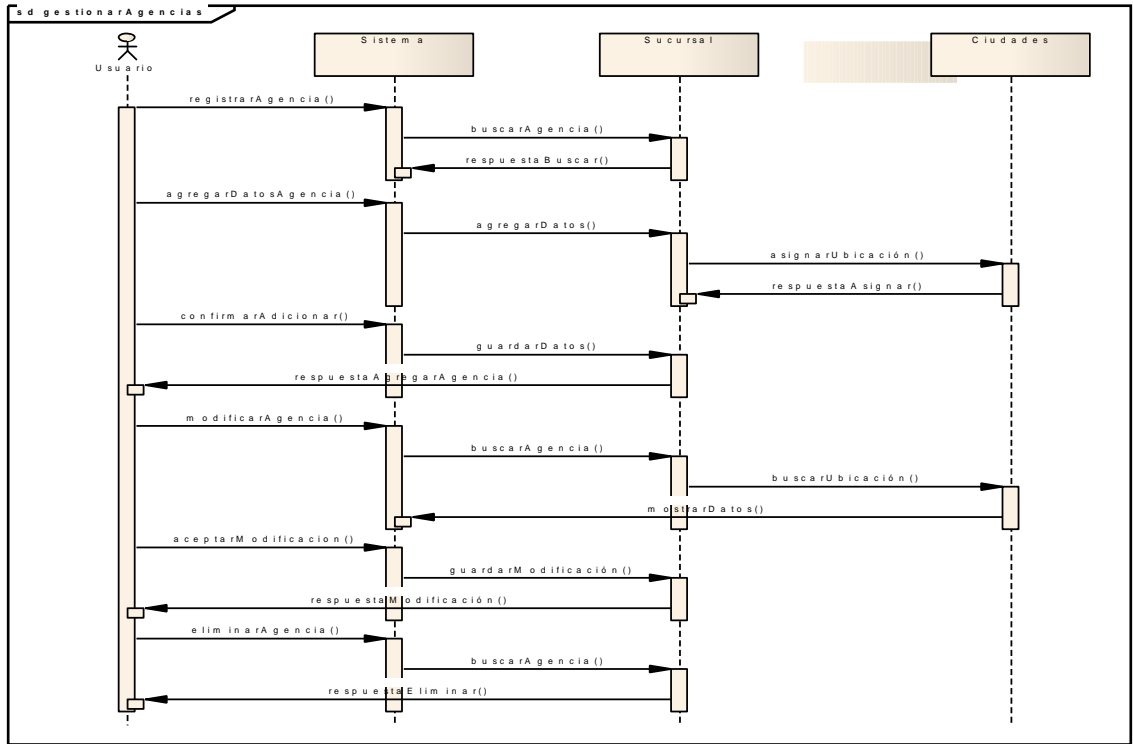 sd gestionarAgencias
Usuario
Sistema
Sucursal
Ciudades
registrarAgencia()
buscarAgencia()
respuestaBuscar()
agregarDatosAgencia()
agregarDatos()
asignarUbicación()
respuestaAsignar()
confirmarAdicionar()
guardarDatos()
respuestaAgregarAgencia()
modificarAgencia()
buscarAgencia()
buscarUbicación()
mostrarDatos()
aceptarModificacion()
guardarModificación()
respuestaModificación()
eliminarAgencia()
buscarAgencia()
respuestaEliminar()